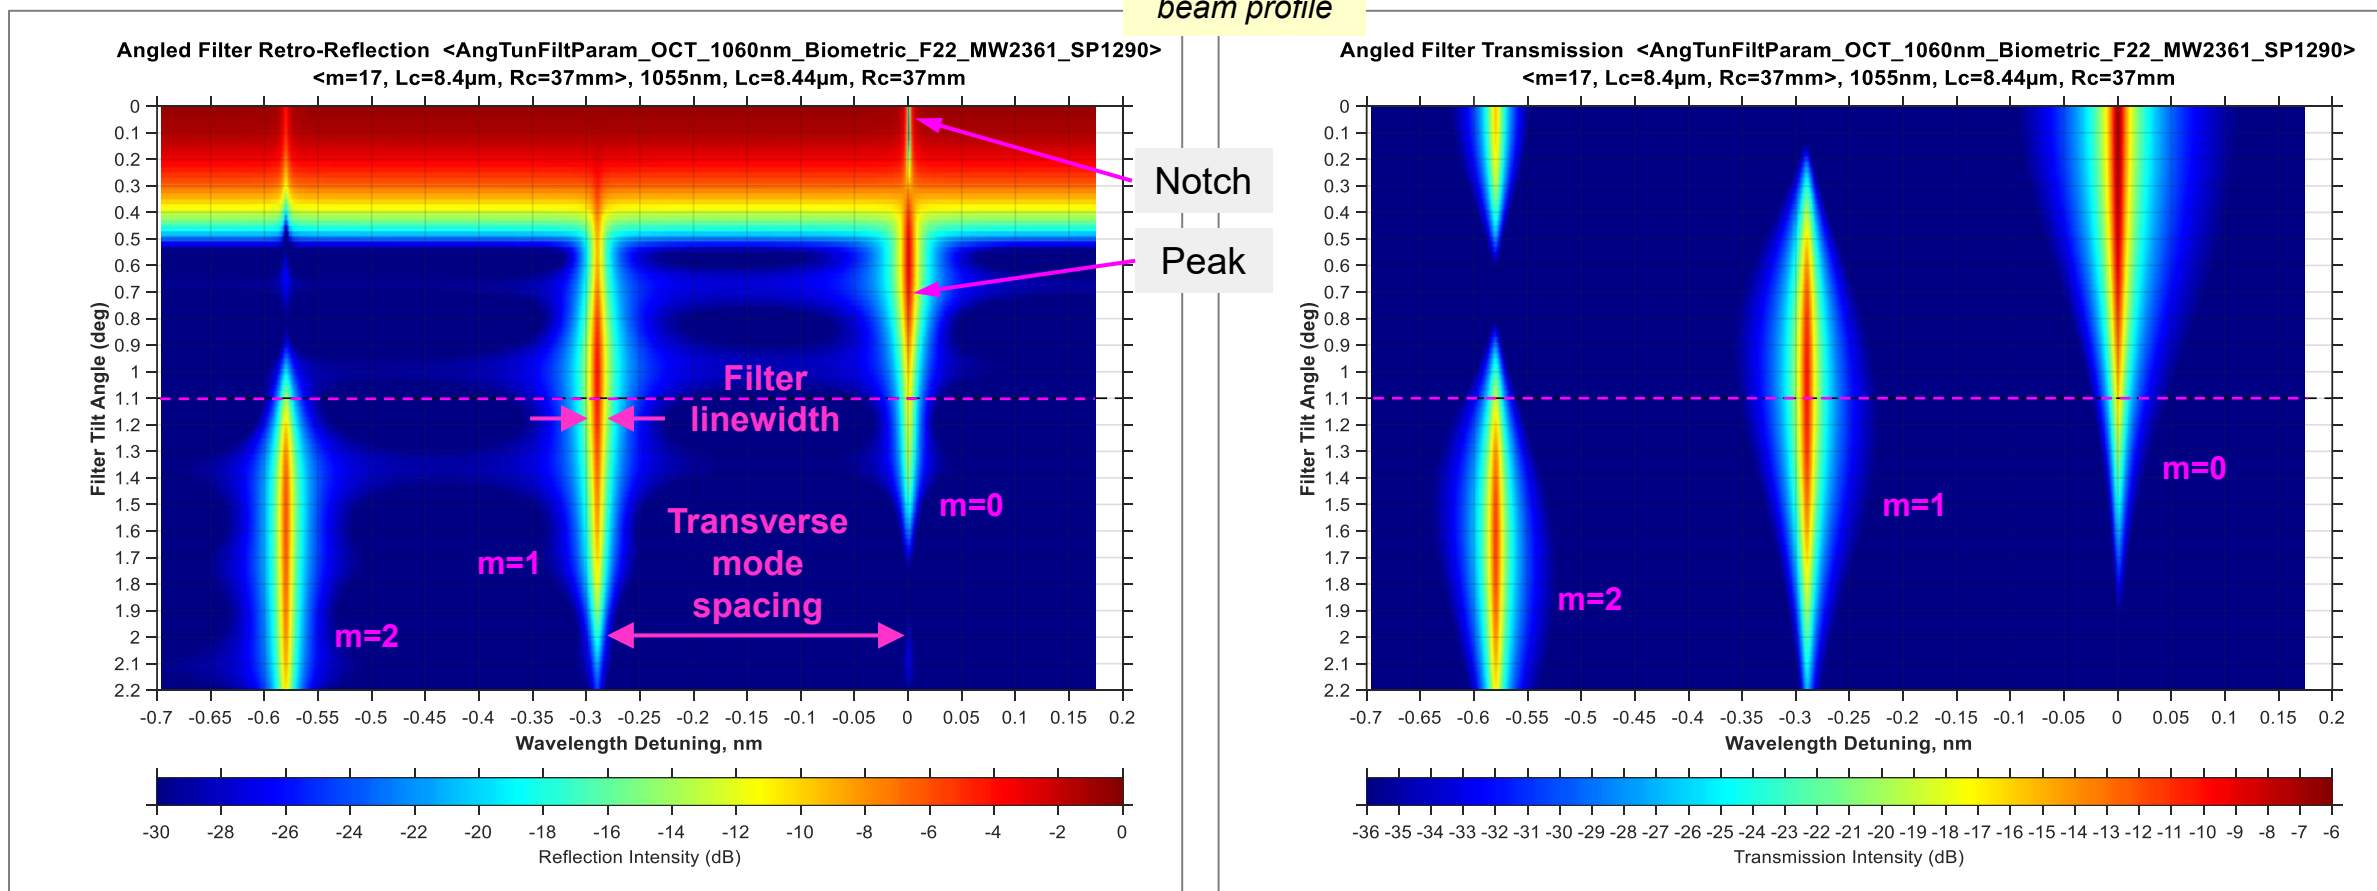 beam profile
Angled Filter Retro-Reflection <AngTunFiltParam_OCT_1060nm_Biometric_F22_MW2361_SP1290>
<m=17, Lc=8.4µm, Rc=37mm>, 1055nm, Lc=8.44µm, Rc=37mm
Filter Tilt Angle (deg)
0
0.1
0.2
0.3
0.4
0.5
0.6
0.7
0.8
0.9
1
1.1
1.2
1.3
1.4
1.5
1.6
1.7
1.8
1.9
2
2.1
2.2
Notch
Peak
Filter
linewidth
Transverse
mode
spacing
m=0
m=1
m=2
-0.7 -0.65 -0.6 -0.55 -0.5 -0.45 -0.4 -0.35 -0.3 -0.25 -0.2 -0.15 -0.1 -0.05 0 0.05 0.1 0.15 0.2
Wavelength Detuning, nm
-30 -28 -26 -24 -22 -20 -18 -16 -14 -12 -10 -8 -6 -4 -2 0
Reflection Intensity (dB)
Angled Filter Transmission <AngTunFiltParam_OCT_1060nm_Biometric_F22_MW2361_SP1290>
<m=17, Lc=8.4µm, Rc=37mm>, 1055nm, Lc=8.44µm, Rc=37mm
Filter Tilt Angle (deg)
0
0.1
0.2
0.3
0.4
0.5
0.6
0.7
0.8
0.9
1
1.1
1.2
1.3
1.4
1.5
1.6
1.7
1.8
1.9
2
2.1
2.2
m=0
m=1
m=2
-0.7 -0.65 -0.6 -0.55 -0.5 -0.45 -0.4 -0.35 -0.3 -0.25 -0.2 -0.15 -0.1 -0.05 0 0.05 0.1 0.15 0.2
Wavelength Detuning, nm
-36 -35 -34 -33 -32 -31 -30 -29 -28 -27 -26 -25 -24 -23 -22 -21 -20 -19 -18 -17 -16 -15 -14 -13 -12 -11 -10 -9 -8 -7 -6
Transmission Intensity (dB)